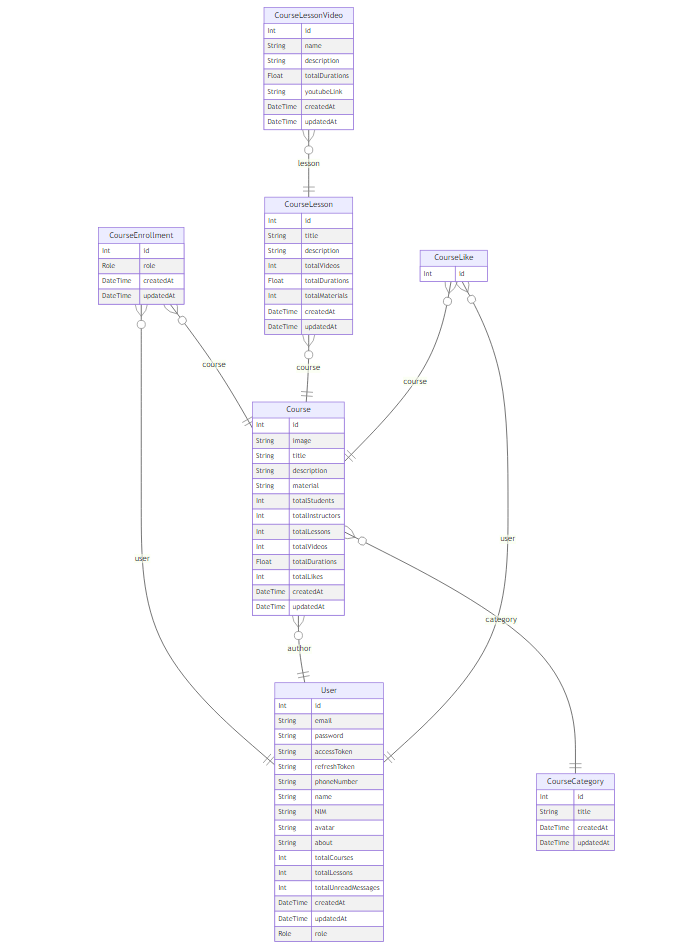 CourseLessonVideo
Int id
String name
String description
Float totalDurations
String youtubeLink
DateTime createdAt
DateTime updatedAt
lesson
CourseLesson
Int id
String title
String description
Int totalVideos
Float totalDurations
Int totalMaterials
DateTime createdAt
DateTime updatedAt
CourseEnrollment
Int id
Role role
DateTime createdAt
DateTime updatedAt
CourseLike
Int id
course
course
course
Course
Int id
String image
String title
String description
String material
Int totalStudents
Int totalInstructors
Int totalLessons
Int totalVideos
Float totalDurations
Int totalLikes
DateTime createdAt
DateTime updatedAt
user
user
category
author
User
Int id
String email
String password
String accessToken
String refreshToken
String phoneNumber
String name
String NIM
String avatar
String about
Int totalCourses
Int totalLessons
Int totalUnreadMessages
DateTime createdAt
DateTime updatedAt
Role role
CourseCategory
Int id
String title
DateTime createdAt
DateTime updatedAt